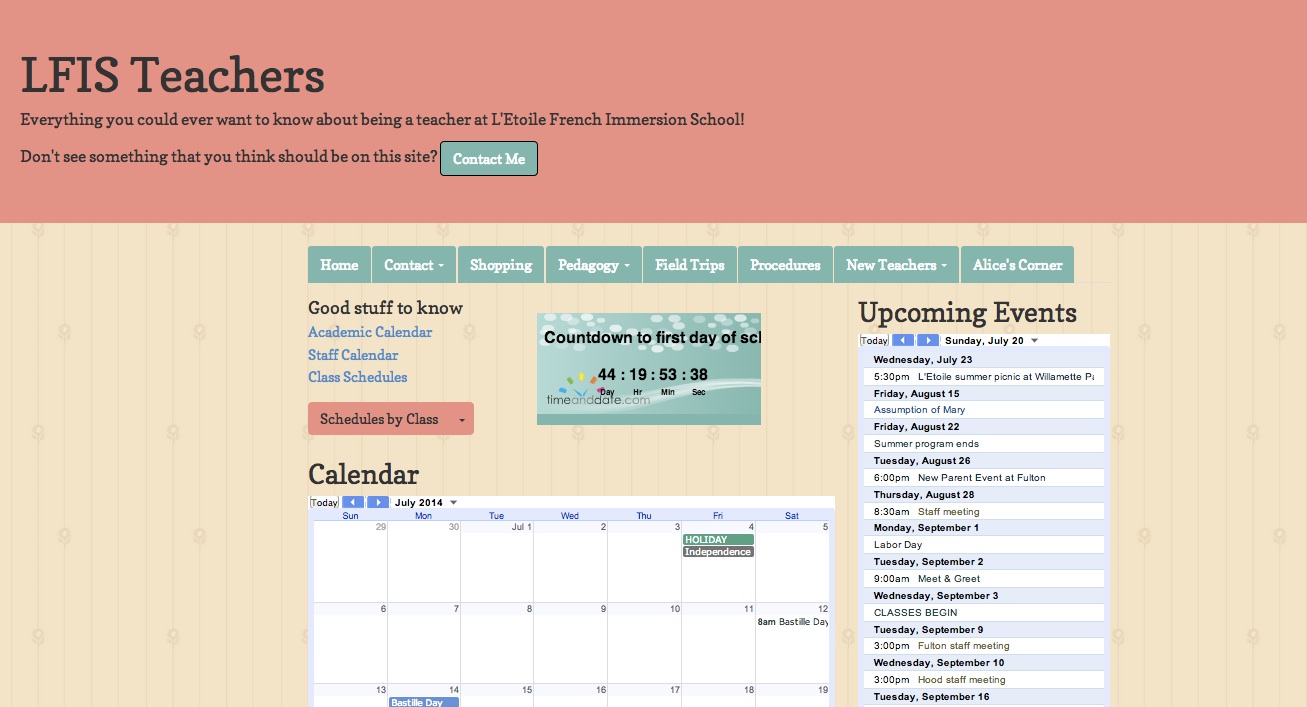 LFIS Teachers
Everything you could ever want to know about being a teacher at L'Etoile French Immersion School!
Don't see something that you think should be on this site? Contact Me
Home Contact Shopping Pedagogy Field Trips Procedures New Teachers Alice's Corner
Good stuff to know
Academic Calendar
Staff Calendar
Class Schedules
Schedules by Class
Countdown to first day of scl
44 : 19 : 53 : 38
Day Hr Min Sec
timeanddate.com
Calendar
Today July 2014
Sun Mon Tue Wed Thu Fri Sat
29 30 Jul 1 2 3 4 5
HOLIDAY
Independence
6 7 8 9 10 11 12
8am Bastille Day
13 14 15 16 17 18 19
Bastille Day
Upcoming Events
Today Sunday, July 20
Wednesday, July 23
5:30pm L'Etoile summer picnic at Willamette Pa
Friday, August 15
Assumption of Mary
Friday, August 22
Summer program ends
Tuesday, August 26
6:00pm New Parent Event at Fulton
Thursday, August 28
8:30am Staff meeting
Monday, September 1
Labor Day
Tuesday, September 2
9:00am Meet & Greet
Wednesday, September 3
CLASSES BEGIN
Tuesday, September 9
3:00pm Fulton staff meeting
Wednesday, September 10
3:00pm Hood staff meeting
Tuesday, September 16